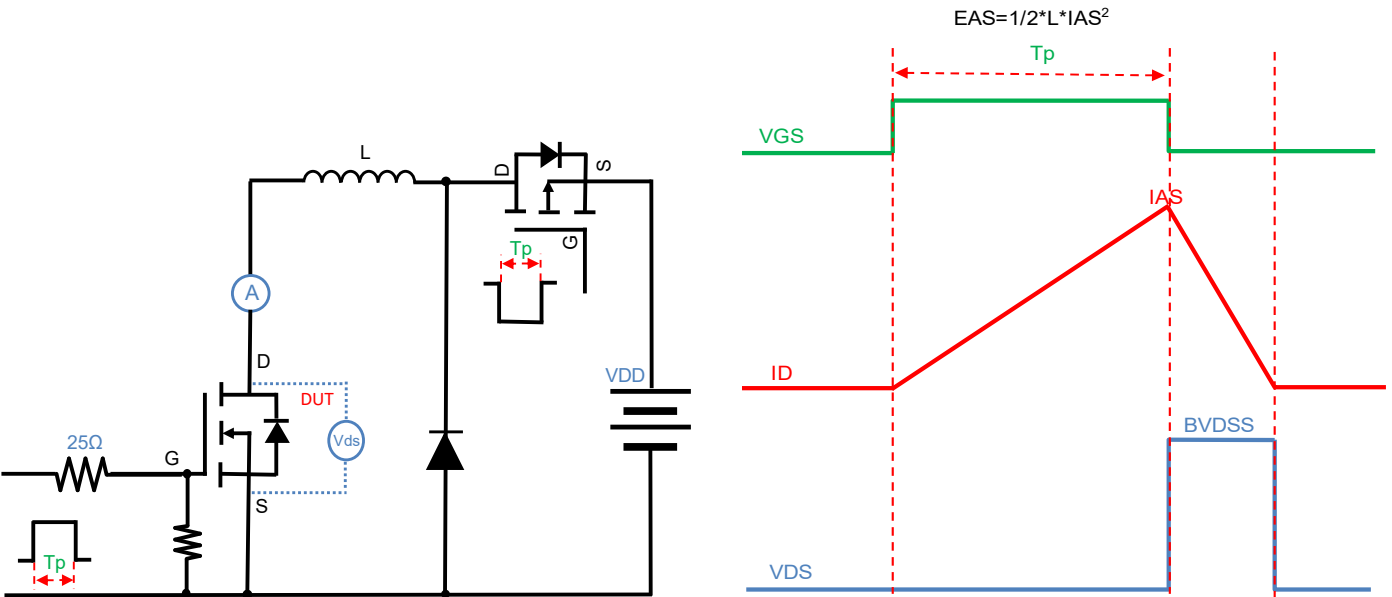 EAS=1/2*L*IAS²
Tp
VGS
IAS
ID
BVDSS
VDS
L
D
S
G
Tp
A
D
DUT
Vds
VDD
25Ω
G
S
Tp